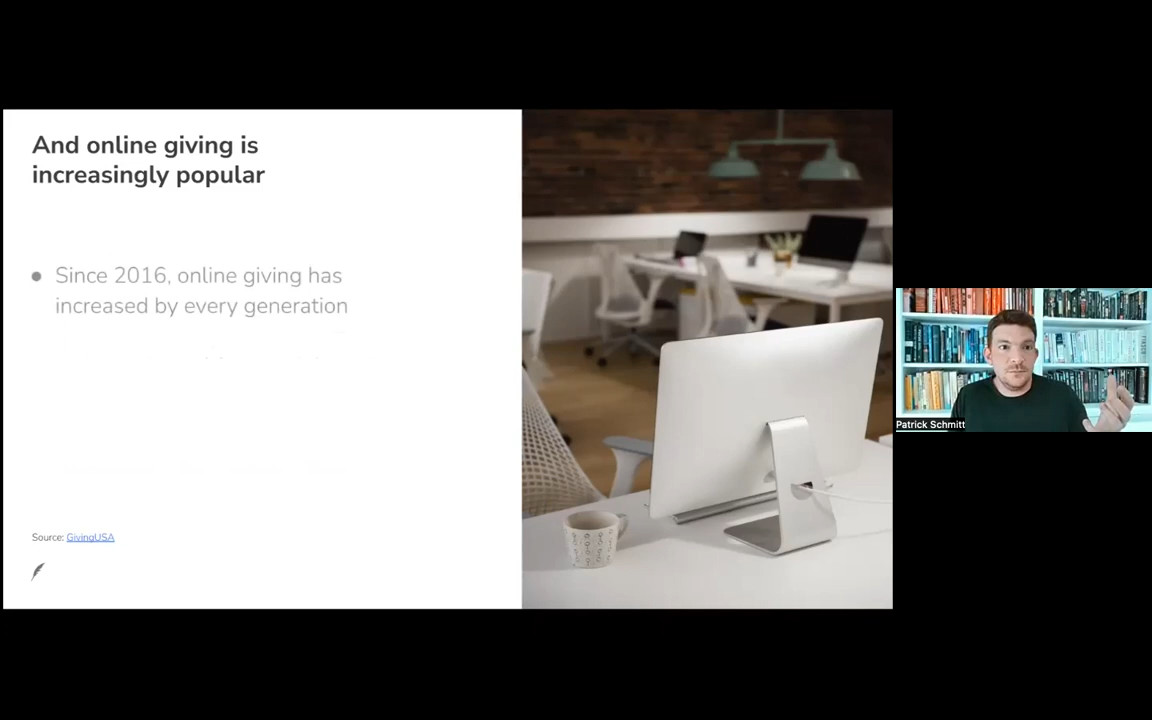 And online giving is
increasingly popular
Since 2016, online giving has
increased by every generation
Source: GivingUSA
Patrick Schmitt